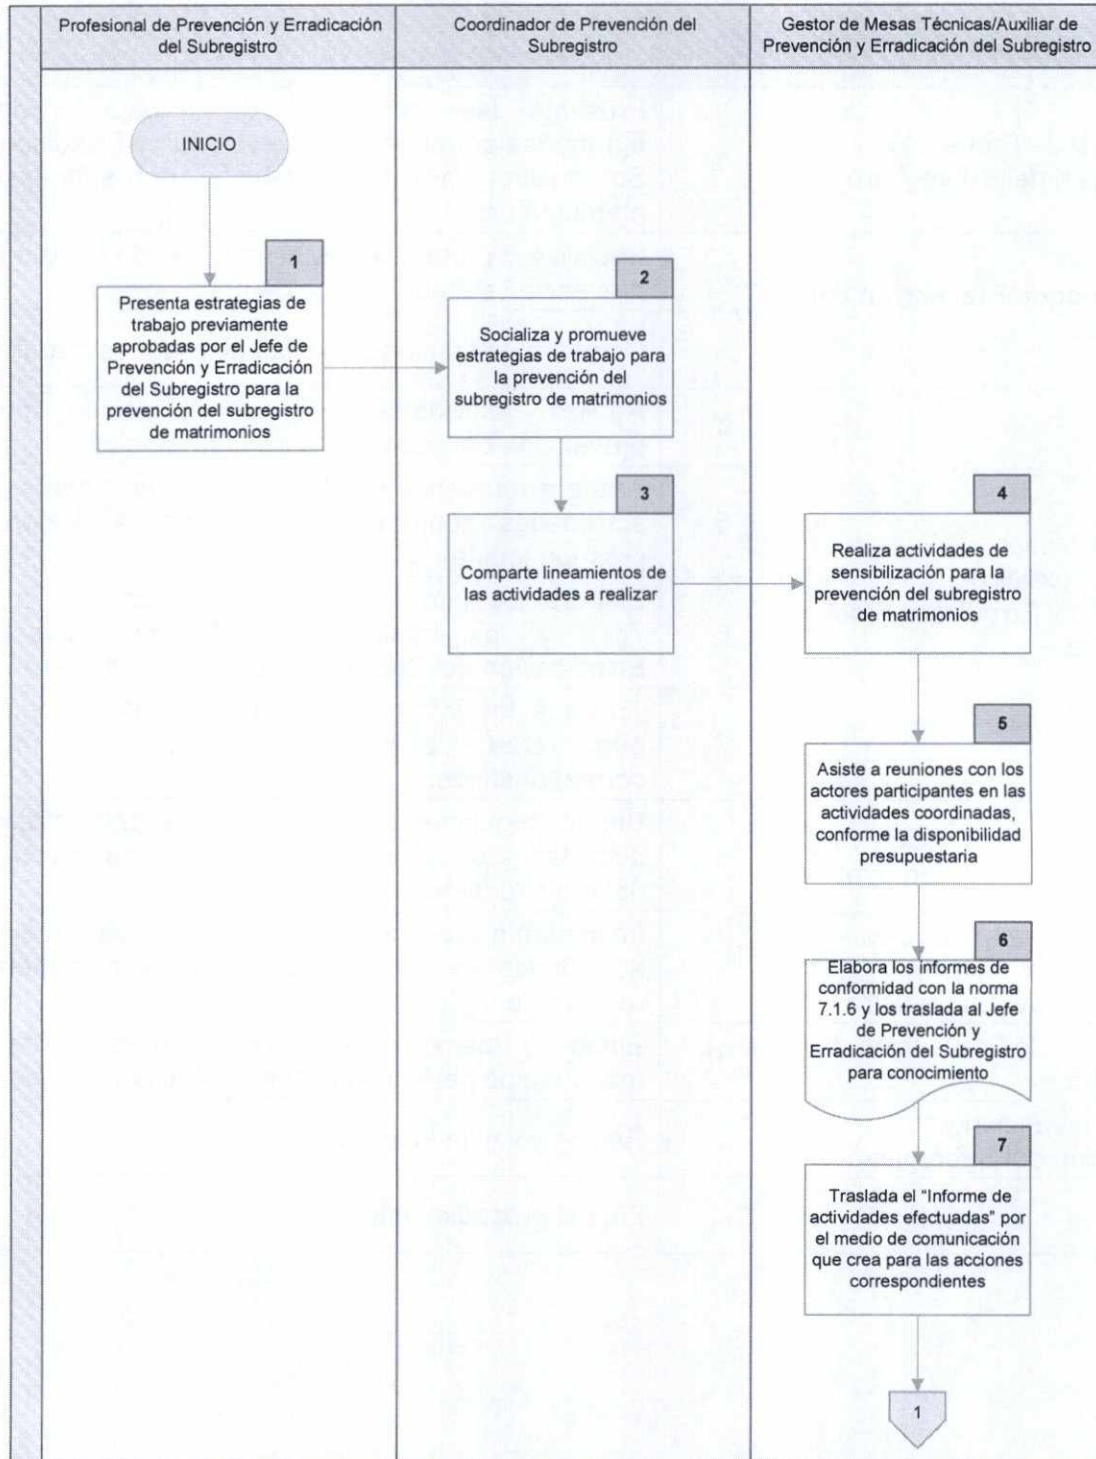 Profesional de Prevención y Erradicación
del Subregistro
Coordinador de Prevención del
Subregistro
Gestor de Mesas Técnicas/Auxiliar de
Prevención y Erradicación del Subregistro
INICIO
1
Presenta estrategias de
trabajo previamente
aprobadas por el Jefe de
Prevención y Erradicación
del Subregistro para la
prevención del subregistro
de matrimonios
2
Socializa y promueve
estrategias de trabajo para
la prevención del
subregistro de matrimonios
3
Comparte lineamientos de
las actividades a realizar
4
Realiza actividades de
sensibilización para la
prevención del subregistro
de matrimonios
5
Asiste a reuniones con los
actores participantes en las
actividades coordinadas,
conforme la disponibilidad
presupuestaria
6
Elabora los informes de
conformidad con la norma
7.1.6 y los traslada al Jefe
de Prevención y
Erradicación del Subregistro
para conocimiento
7
Traslada el "Informe de
actividades efectuadas" por
el medio de comunicación
que crea para las acciones
correspondientes
1